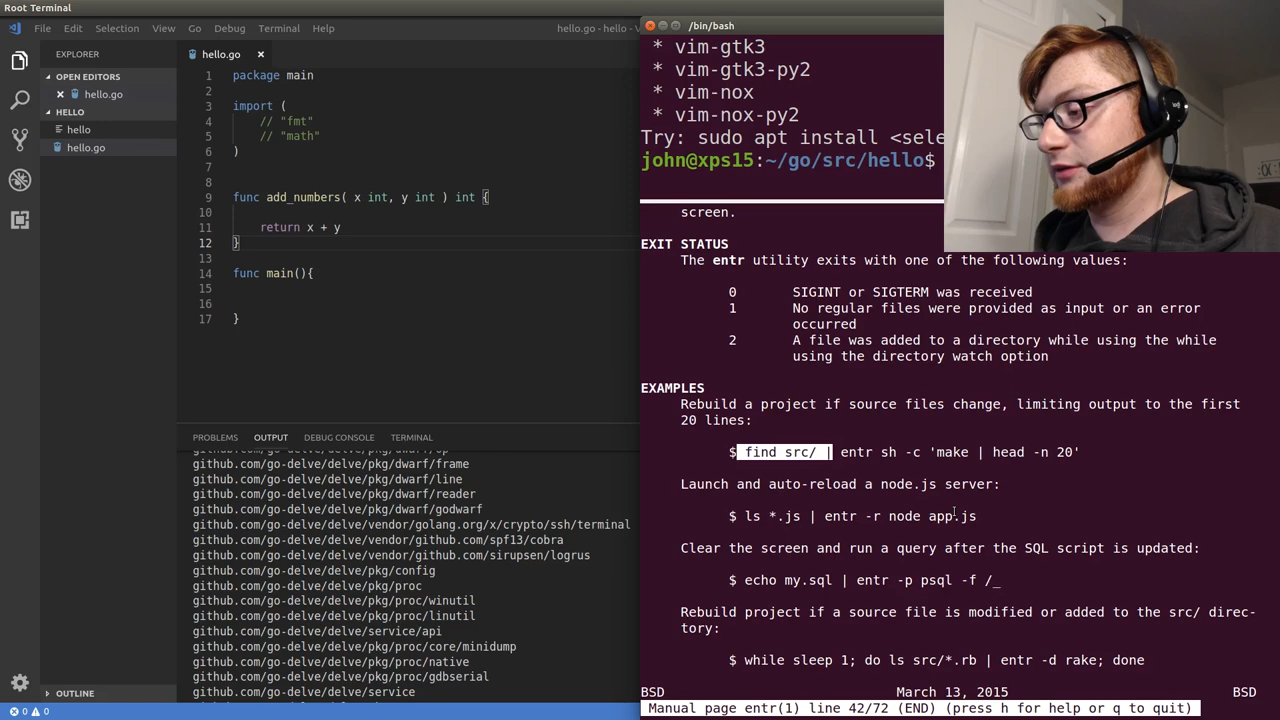 Root Terminal
File Edit Selection View Go Debug Terminal Help
hello.go - hello - V
EXPLORER
OPEN EDITORS
hello.go
HELLO
hello
hello.go
OUTLINE
0 0
hello.go
1 package main
2
3 import (
4 // "fmt"
5 // "math"
6 )
7
8
9 func add_numbers( x int, y int ) int {
10
11 return x + y
12 }
13
14 func main(){
15
16
17 }
PROBLEMS OUTPUT DEBUG CONSOLE TERMINAL
github.com/go-delve/delve/pkg/dwarf/op
github.com/go-delve/delve/pkg/dwarf/frame
github.com/go-delve/delve/pkg/dwarf/line
github.com/go-delve/delve/pkg/dwarf/reader
github.com/go-delve/delve/pkg/dwarf/godwarf
github.com/go-delve/delve/vendor/golang.org/x/crypto/ssh/terminal
github.com/go-delve/delve/vendor/github.com/spf13/cobra
github.com/go-delve/delve/vendor/github.com/sirupsen/logrus
github.com/go-delve/delve/pkg/config
github.com/go-delve/delve/pkg/proc
github.com/go-delve/delve/pkg/proc/winutil
github.com/go-delve/delve/pkg/proc/linutil
github.com/go-delve/delve/service/api
github.com/go-delve/delve/pkg/proc/core/minidump
github.com/go-delve/delve/pkg/proc/native
github.com/go-delve/delve/pkg/proc/gdbserial
github.com/go-delve/delve/service
/bin/bash
* vim-gtk3
* vim-gtk3-py2
* vim-nox
* vim-nox-py2
Try: sudo apt install <sele
john@xps15:~/go/src/hello$
screen.
EXIT STATUS
The entr utility exits with one of the following values:
0 SIGINT or SIGTERM was received
1 No regular files were provided as input or an error
occurred
2 A file was added to a directory while using the while
using the directory watch option
EXAMPLES
Rebuild a project if source files change, limiting output to the first
20 lines:
$ find src/ | entr sh -c 'make | head -n 20'
Launch and auto-reload a node.js server:
$ ls *.js | entr -r node app.js
Clear the screen and run a query after the SQL script is updated:
$ echo my.sql | entr -p psql -f /_
Rebuild project if a source file is modified or added to the src/ direc-
tory:
$ while sleep 1; do ls src/*.rb | entr -d rake; done
BSD March 13, 2015 BSD
Manual page entr(1) line 42/72 (END) (press h for help or q to quit)